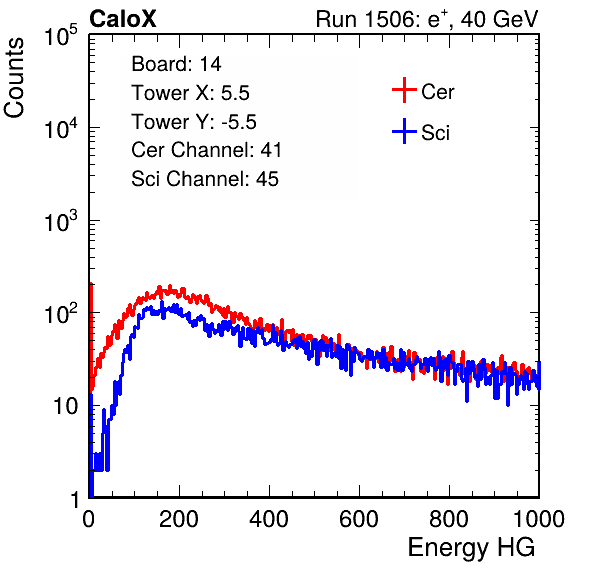 CaloX Run 1506: e⁺, 40 GeV
Board: 14
Tower X: 5.5
Tower Y: -5.5
Cer Channel: 41
Sci Channel: 45
Cer
Sci
Counts
10⁵
10⁴
10³
10²
10
1
0 200 400 600 800 1000
Energy HG